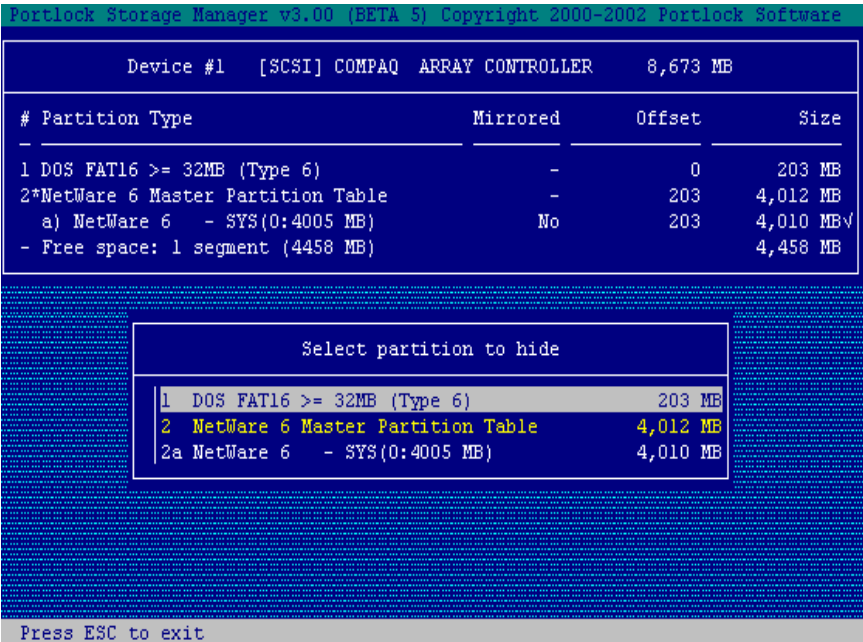 Portlock Storage Manager v3.00 (BETA 5) Copyright 2000-2002 Portlock Software
Device #1 [SCSI] COMPAQ ARRAY CONTROLLER 8,673 MB
# Partition Type Mirrored Offset Size
1 DOS FAT16 >= 32MB (Type 6) - 0 203 MB
2*NetWare 6 Master Partition Table - 203 4,012 MB
a) NetWare 6 - SYS(0:4005 MB) No 203 4,010 MB√
- Free space: 1 segment (4458 MB) 4,458 MB
Select partition to hide
1 DOS FAT16 >= 32MB (Type 6) 203 MB
2 NetWare 6 Master Partition Table 4,012 MB
2a NetWare 6 - SYS(0:4005 MB) 4,010 MB
Press ESC to exit